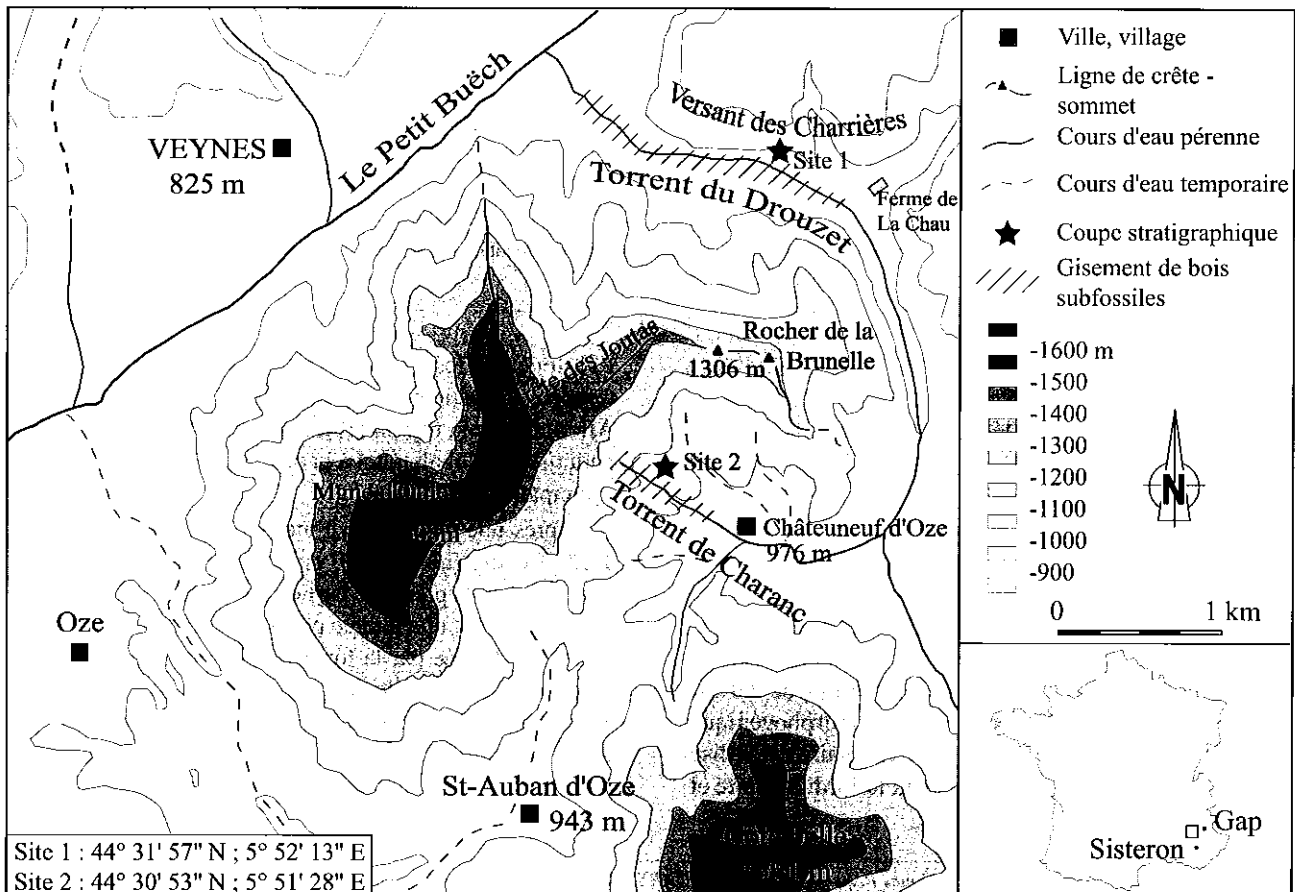 VEYNES
825 m
Le Petit Buëch
Versant des Charrières
Site 1
Torrent du Drouzet
Ferme de
La Chau
Rocher de la
Brunelle
1306 m
des Joutas
Site 2
Torrent de Charanc
Châteuneuf d'Oze
976 m
Oze
St-Auban d'Oze
943 m
Site 1 : 44° 31' 57" N ; 5° 52' 13" E
Site 2 : 44° 30' 53" N ; 5° 51' 28" E
Ville, village
Ligne de crête -
sommet
Cours d'eau pérenne
Cours d'eau temporaire
Coupe stratigraphique
Gisement de bois
subfossiles
-1600 m
-1500
-1400
-1300
-1200
-1100
-1000
-900
N
0 1 km
Gap
Sisteron